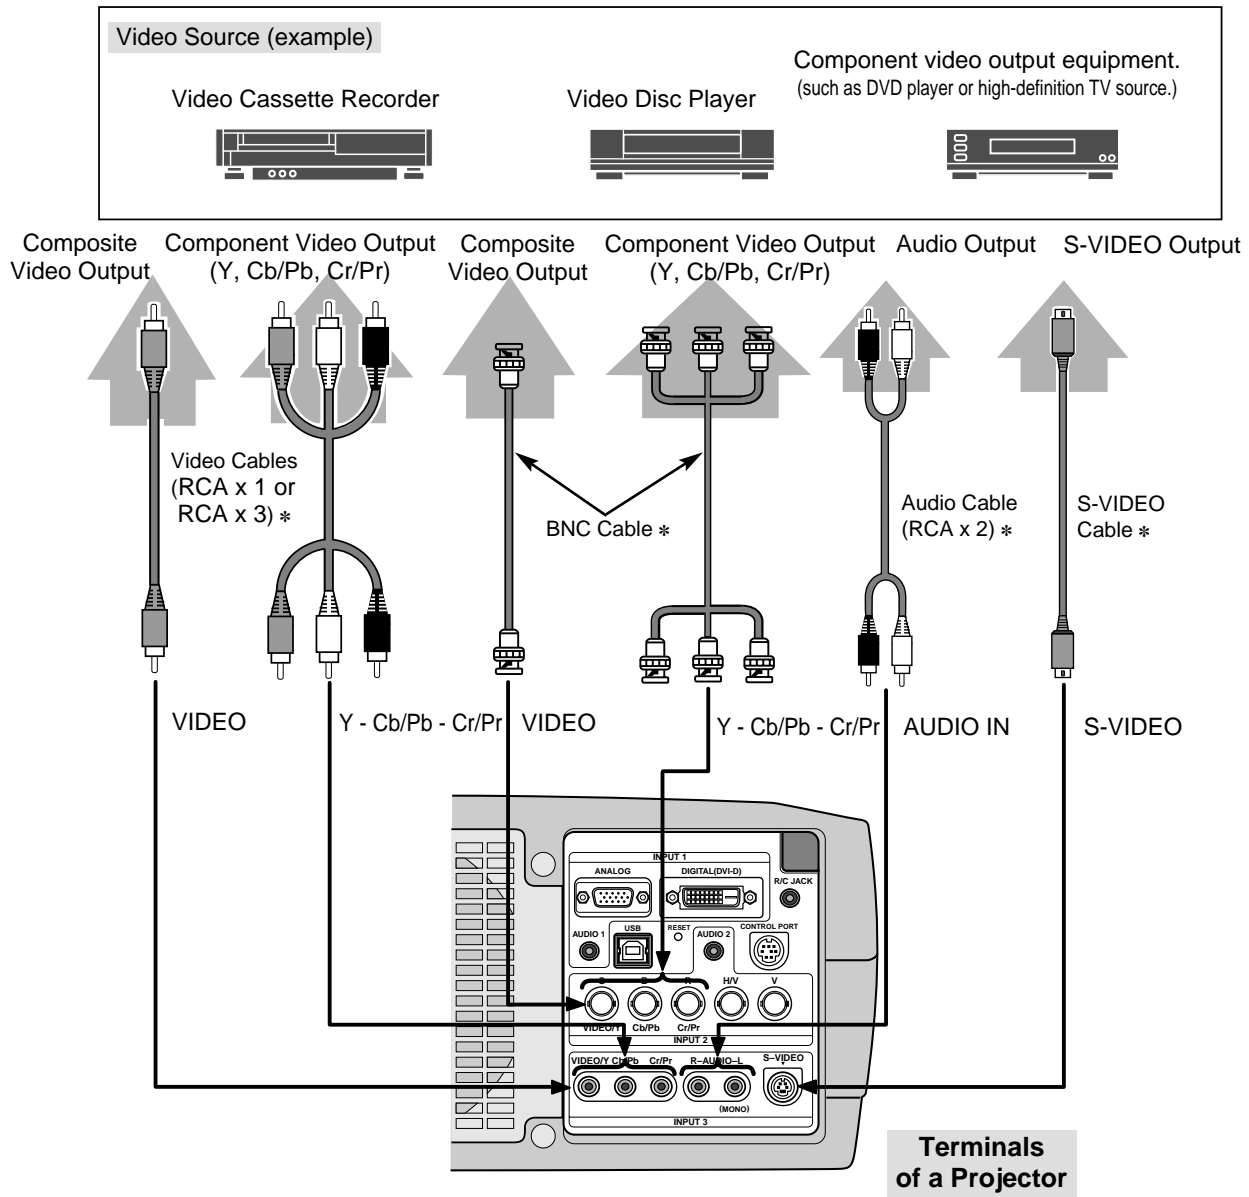 Video Source (example)
Component video output equipment.
(such as DVD player or high-definition TV source.)
Video Cassette Recorder
Video Disc Player
Composite
Video Output
Component Video Output
(Y, Cb/Pb, Cr/Pr)
Composite
Video Output
Component Video Output
(Y, Cb/Pb, Cr/Pr)
Audio Output
S-VIDEO Output
Video Cables
(RCA x 1 or
RCA x 3) *
BNC Cable *
Audio Cable
(RCA x 2) *
S-VIDEO
Cable *
VIDEO
Y - Cb/Pb - Cr/Pr
VIDEO
Y - Cb/Pb - Cr/Pr
AUDIO IN
S-VIDEO
INPUT 1
ANALOG
DIGITAL(DVI-D)
R/C JACK
AUDIO 1
USB
RESET
AUDIO 2
CONTROL PORT
G
B
R
H/V
V
VIDEO/Y
Cb/Pb
Cr/Pr
INPUT 2
VIDEO/Y
Cb/Pb
Cr/Pr
R–AUDIO–L
S–VIDEO
(MONO)
INPUT 3
Terminals
of a Projector